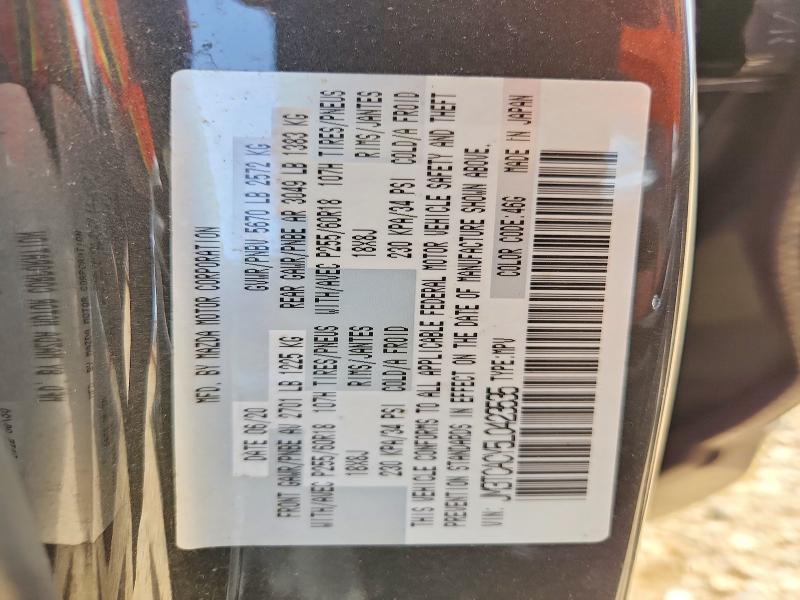 MFD. BY MAZDA MOTOR CORPORATION
DATE 06/20 GVWR/PNBV 5670 LB 2572 KG
FRONT GAWR/PNBE AV 2701 LB 1225 KG REAR GAWR/PNBE AR 3049 LB 1383 KG
WITH/AVEC P255/60R18 107H TIRES/PNEUS WITH/AVEC P255/60R18 107H TIRES/PNEUS
18X8J RIMS/JANTES 18X8J RIMS/JANTES
230 KPA/34 PSI COLD/A FROID 230 KPA/34 PSI COLD/A FROID
THIS VEHICLE CONFORMS TO ALL APPLICABLE FEDERAL MOTOR VEHICLE SAFETY AND THEFT
PREVENTION STANDARDS IN EFFECT ON THE DATE OF MANUFACTURE SHOWN ABOVE.
COLOR CODE:46G MADE IN JAPAN
VIN: JM3TCACY5L0423535 TYPE:MPV